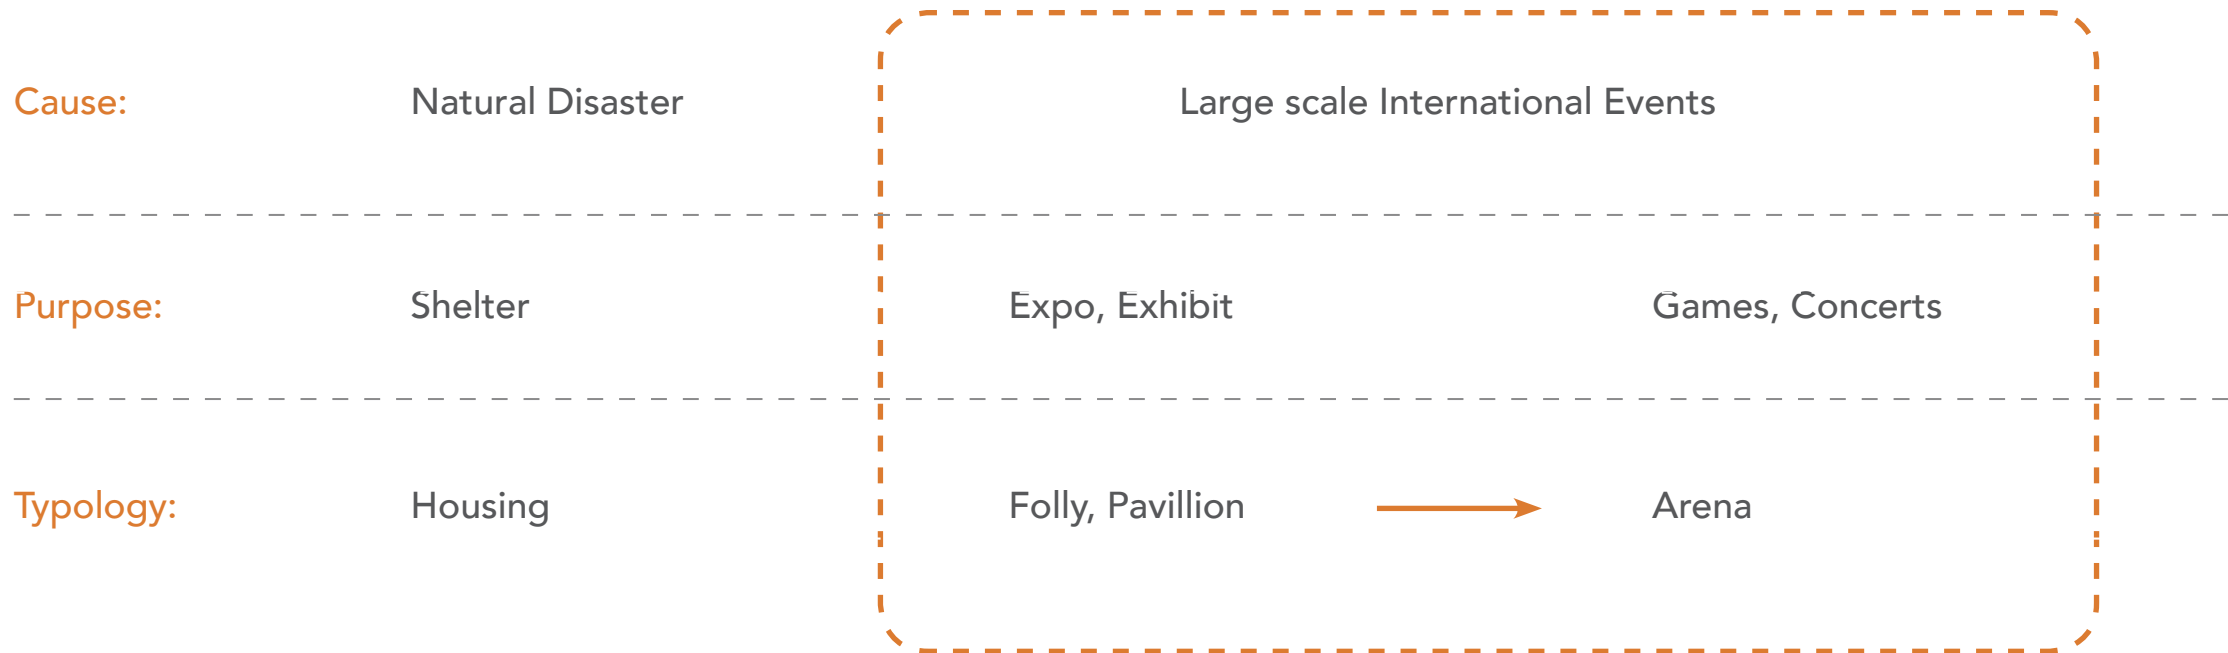 Cause: Natural Disaster Large scale International Events
Purpose: Shelter Expo, Exhibit Games, Concerts
Typology: Housing Folly, Pavillion Arena